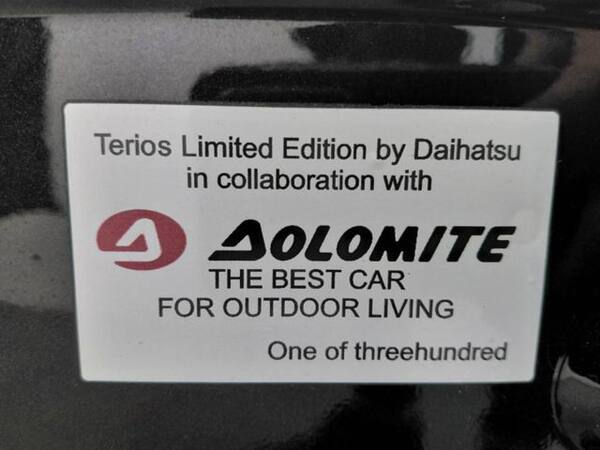 Terios Limited Edition by Daihatsu
in collaboration with
DOLOMITE
THE BEST CAR
FOR OUTDOOR LIVING
One of threehundred